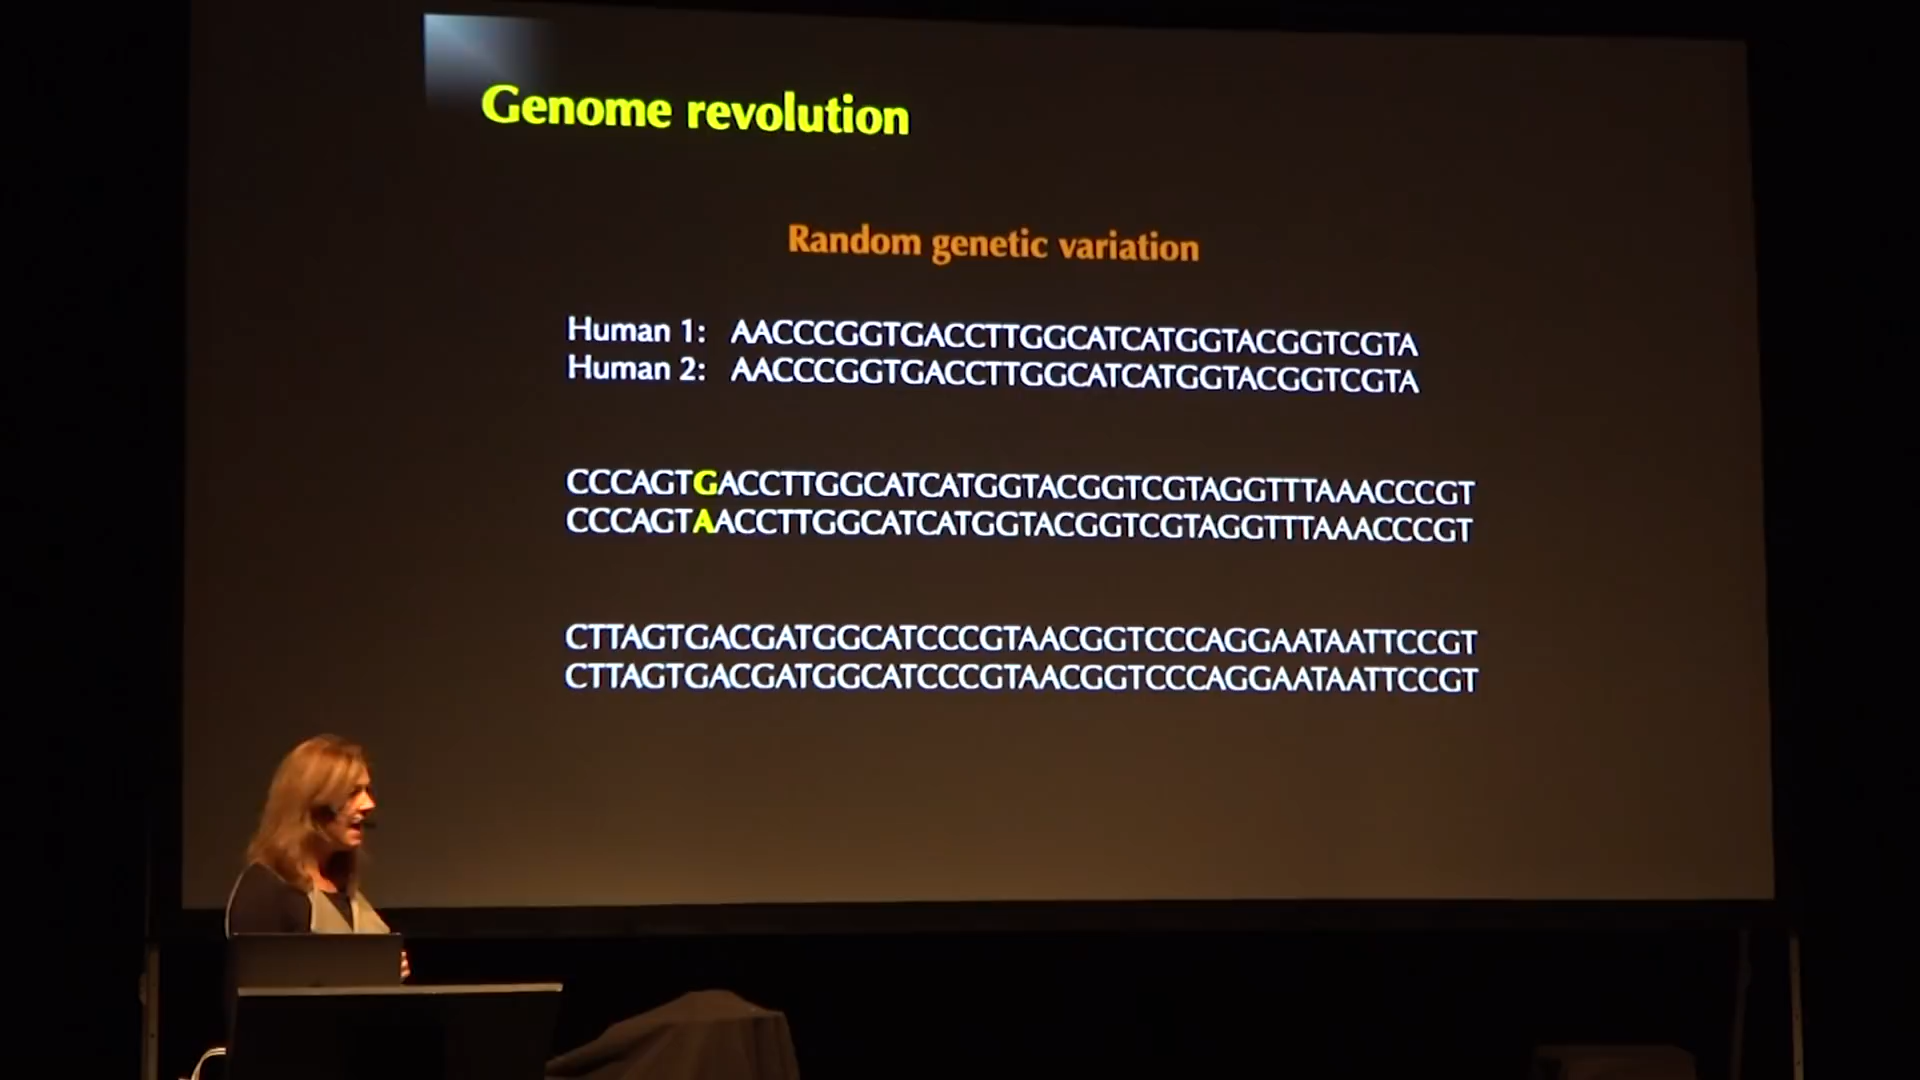 Genome revolution
Random genetic variation
Human 1: AACCCGGTGACCTTGGCATCATGGTACGGTCGTA
Human 2: AACCCGGTGACCTTGGCATCATGGTACGGTCGTA
CCCAGTGACCTTGGCATCATGGTACGGTCGTAGGTTTAAACCCGT
CCCAGTAACCTTGGCATCATGGTACGGTCGTAGGTTTAAACCCGT
CTTAGTGACGATGGCATCCCGTAACGGTCCCAGGAATAATTCCGT
CTTAGTGACGATGGCATCCCGTAACGGTCCCAGGAATAATTCCGT